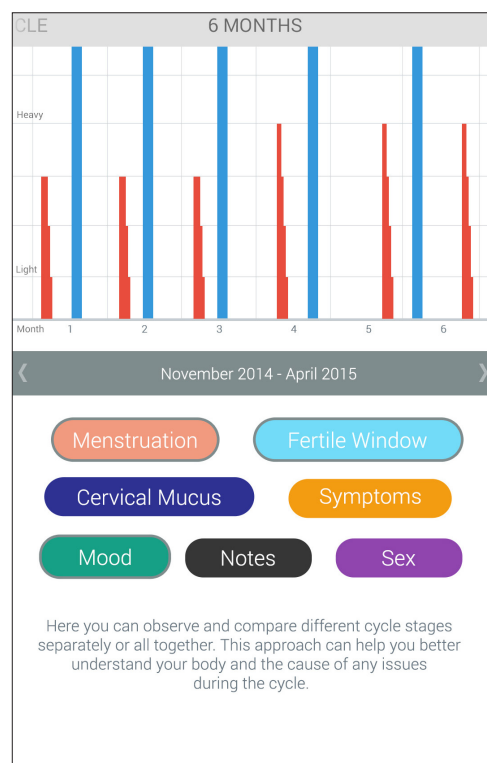 CLE 6 MONTHS
Heavy
Light
Month 1 2 3 4 5 6
November 2014 - April 2015
Menstruation Fertile Window
Cervical Mucus Symptoms
Mood Notes Sex
Here you can observe and compare different cycle stages
separately or all together. This approach can help you better
understand your body and the cause of any issues
during the cycle.